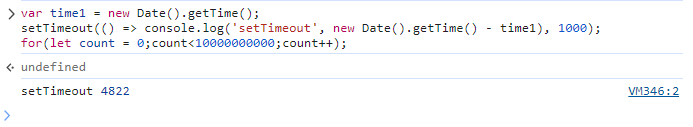 var time1 = new Date().getTime();
setTimeout(() => console.log('setTimeout', new Date().getTime() - time1), 1000);
for(let count = 0;count<10000000000;count++);
undefined
setTimeout 4822 VM346:2